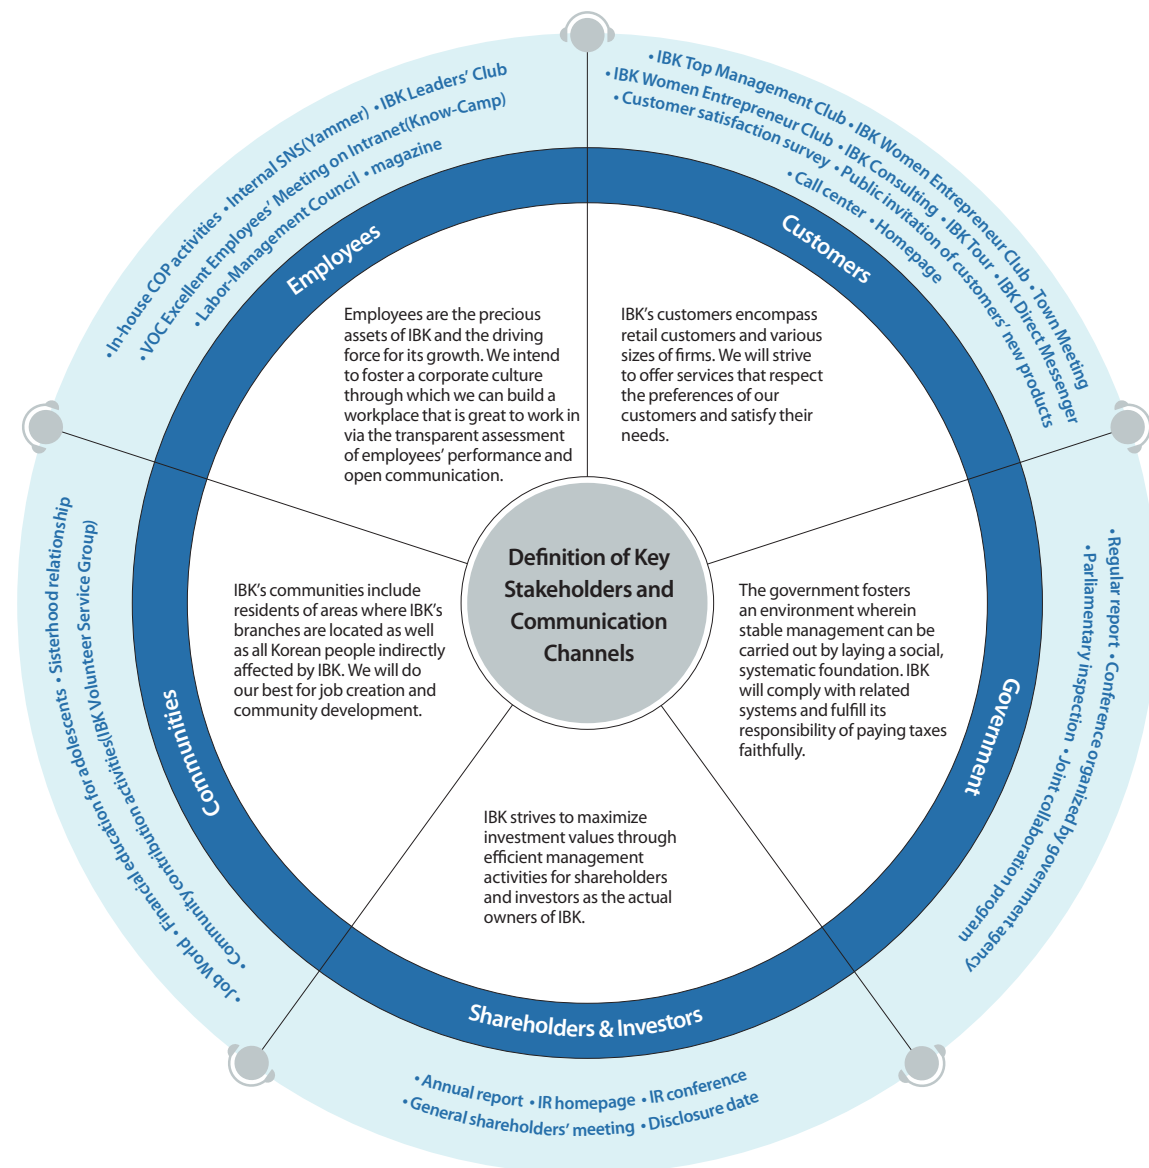 • In-house COP activities • Internal SNS(Yammer) • IBK Leaders' Club
• VOC Excellent Employees' Meeting on Intranet(Know-Camp)
• Labor-Management Council • magazine
Employees
Employees are the precious
assets of IBK and the driving
force for its growth. We intend
to foster a corporate culture
through which we can build a
workplace that is great to work in
via the transparent assessment
of employees' performance and
open communication.
• IBK Top Management Club • IBK Women Entrepreneur Club • Town Meeting
• IBK Women Entrepreneur Club • IBK Consulting • IBK Tour • IBK Direct Messenger
• Customer satisfaction survey • Public invitation of customers' new products
• Call center • Homepage
Customers
IBK's customers encompass
retail customers and various
sizes of firms. We will strive
to offer services that respect
the preferences of our
customers and satisfy their
needs.
Definition of Key
Stakeholders and
Communication
Channels
• Regular report • Conference organized by government agency
• Parliamentary inspection • Joint collaboration program
Government
The government fosters
an environment wherein
stable management can be
carried out by laying a social,
systematic foundation. IBK
will comply with related
systems and fulfill its
responsibility of paying taxes
faithfully.
IBK strives to maximize
investment values through
efficient management
activities for shareholders
and investors as the actual
owners of IBK.
Shareholders & Investors
• Annual report • IR homepage • IR conference
• General shareholders' meeting • Disclosure date
IBK's communities include
residents of areas where IBK's
branches are located as well
as all Korean people indirectly
affected by IBK. We will do
our best for job creation and
community development.
Communities
• Job World • Financial education for adolescents • Sisterhood relationship
• Community contribution activities(IBK Volunteer Service Group)